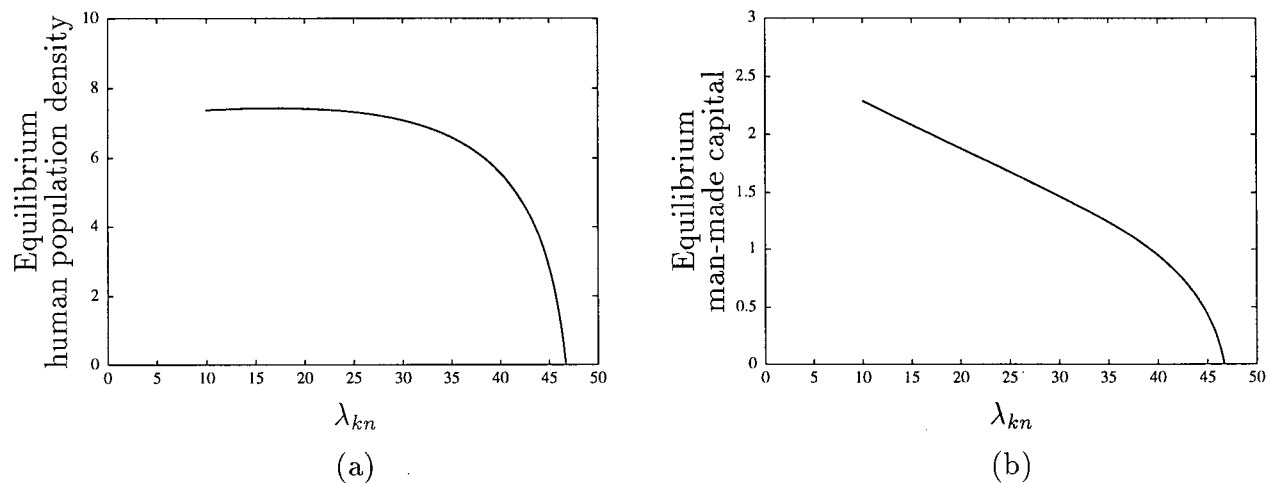 Equilibrium
human population density
10
8
6
4
2
0
0 5 10 15 20 25 30 35 40 45 50
λkn
(a)
Equilibrium
man-made capital
3
2.5
2
1.5
1
0.5
0
0 5 10 15 20 25 30 35 40 45 50
λkn
(b)